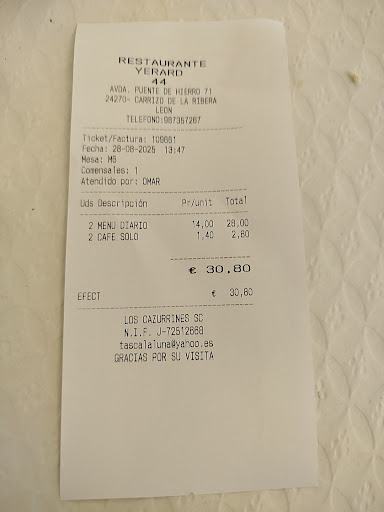 RESTAURANTE
YERARD
44
AVDA. PUENTE DE HIERRO 71
24270- CARRIZO DE LA RIBERA
LEON
TELEFONO:987357267
Ticket/Factura: 109661
Fecha: 28-08-2025 13:47
Mesa: M6
Comensales: 1
Atendido por: OMAR
Uds Descripción Pr/unit Total
2 MENU DIARIO 14,00 28,00
2 CAFE SOLO 1,40 2,80
€ 30,80
EFECT € 30,80
LOS CAZURRINES SC
N.I.F. J-72512669
tascalaluna@yahoo.es
GRACIAS POR SU VISITA